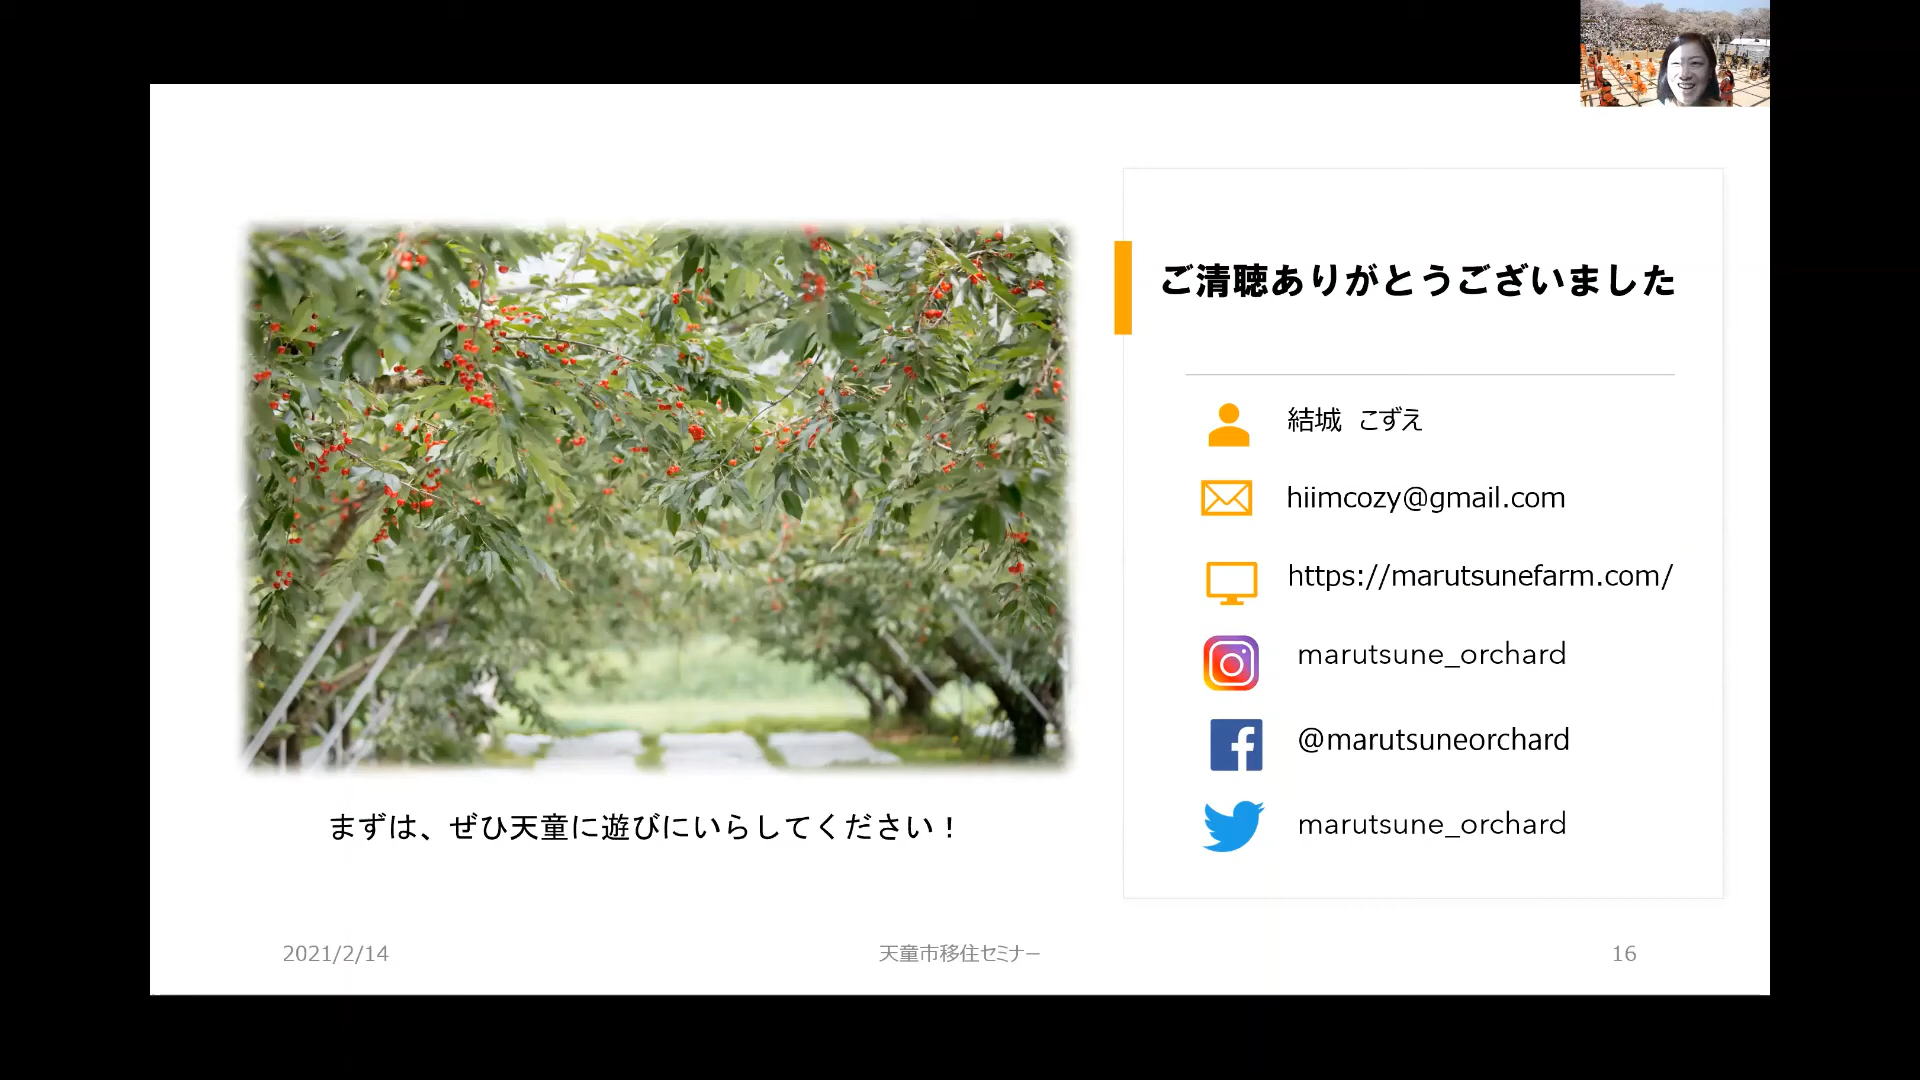 ご清聴ありがとうございました
結城　こずえ
hiimcozy@gmail.com
https://marutsunefarm.com/
marutsune_orchard
@marutsuneorchard
marutsune_orchard
まずは、ぜひ天童に遊びにいらしてください！
2021/2/14
天童市移住セミナー
16